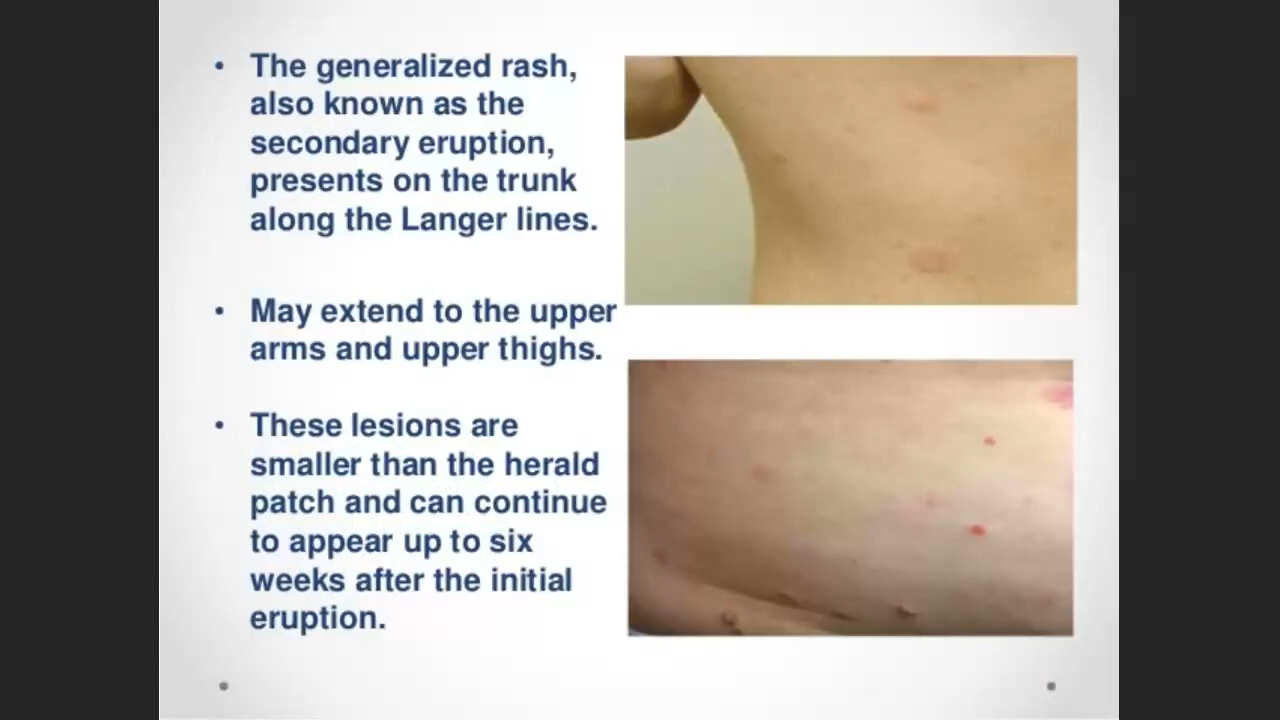 • The generalized rash,
also known as the
secondary eruption,
presents on the trunk
along the Langer lines.
• May extend to the upper
arms and upper thighs.
• These lesions are
smaller than the herald
patch and can continue
to appear up to six
weeks after the initial
eruption.